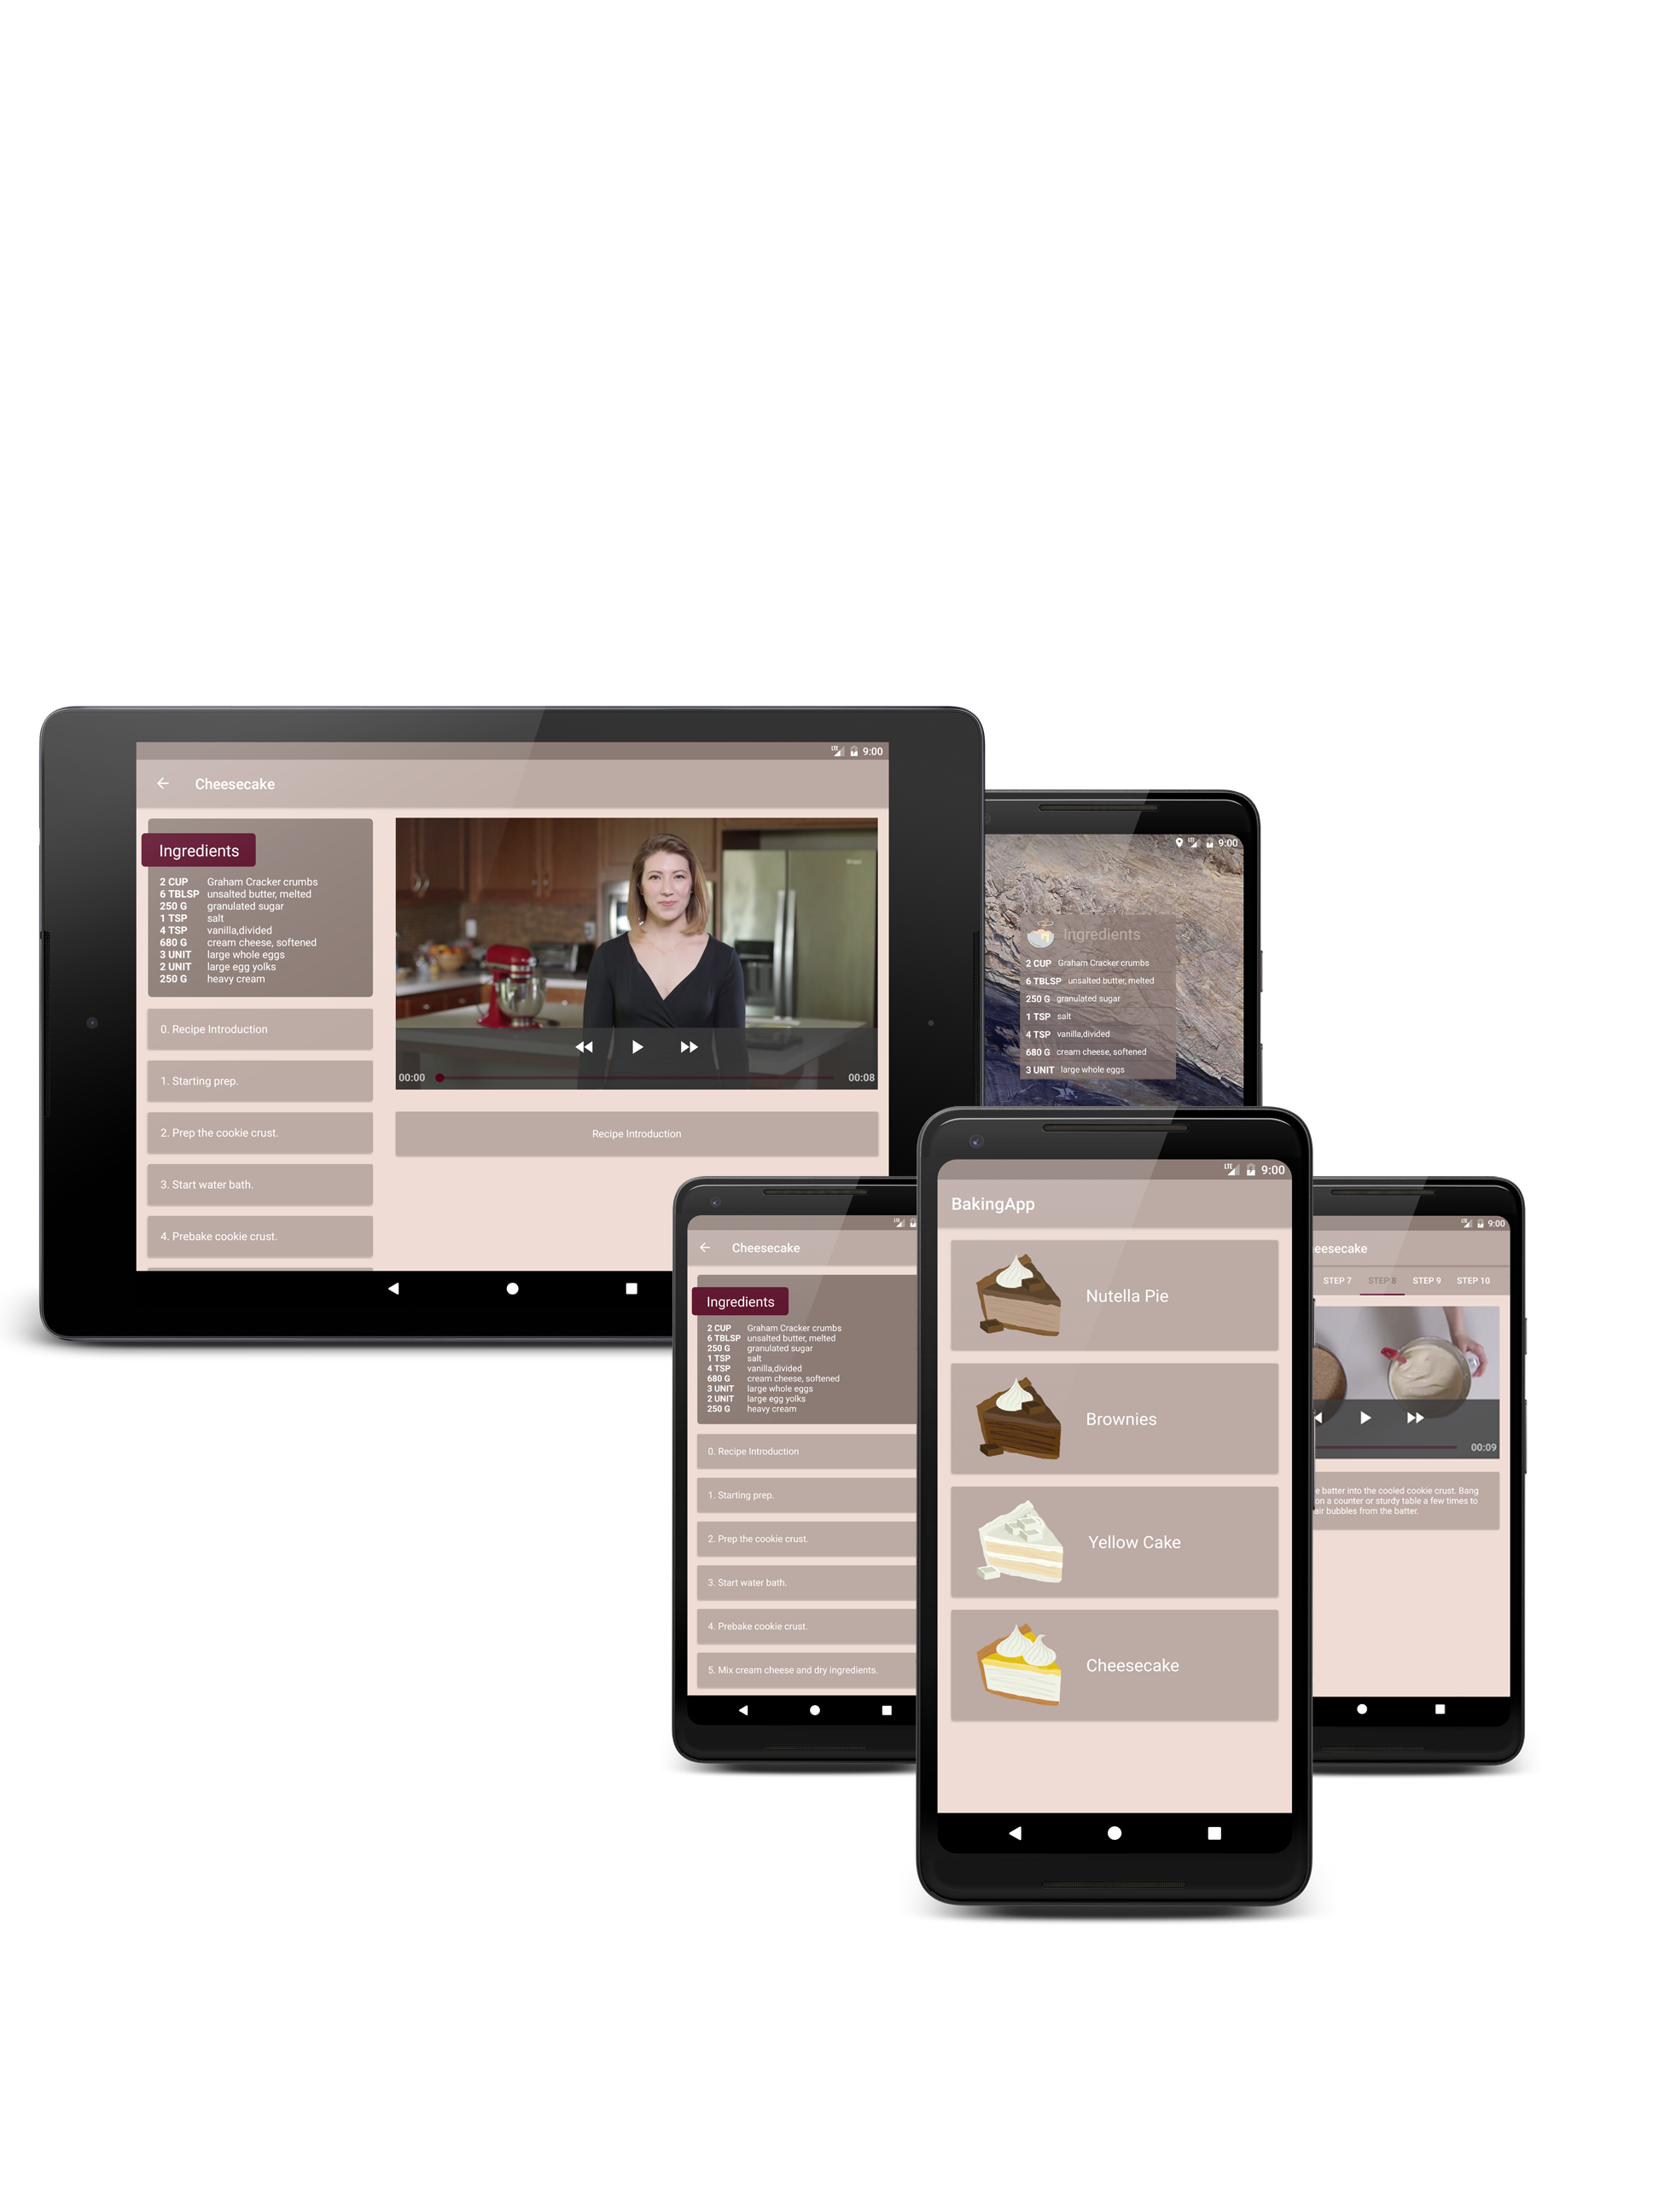 LTE 9:00
Cheesecake
Ingredients
2 CUP Graham Cracker crumbs
6 TBLSP unsalted butter, melted
250 G granulated sugar
1 TSP salt
4 TSP vanilla,divided
680 G cream cheese, softened
3 UNIT large whole eggs
2 UNIT large egg yolks
250 G heavy cream
0. Recipe Introduction
1. Starting prep.
2. Prep the cookie crust.
3. Start water bath.
4. Prebake cookie crust.
00:00 00:08
Recipe Introduction
LTE 9:00
Ingredients
2 CUP Graham Cracker crumbs
6 TBLSP unsalted butter, melted
250 G granulated sugar
1 TSP salt
4 TSP vanilla,divided
680 G cream cheese, softened
3 UNIT large whole eggs
LTE
Cheesecake
Ingredients
2 CUP Graham Cracker crumbs
6 TBLSP unsalted butter, melted
250 G granulated sugar
1 TSP salt
4 TSP vanilla,divided
680 G cream cheese, softened
3 UNIT large whole eggs
2 UNIT large egg yolks
250 G heavy cream
0. Recipe Introduction
1. Starting prep.
2. Prep the cookie crust.
3. Start water bath.
4. Prebake cookie crust.
5. Mix cream cheese and dry ingredients.
LTE 9:00
BakingApp
Nutella Pie
Brownies
Yellow Cake
Cheesecake
LTE 9:00
eesecake
STEP 7 STEP 8 STEP 9 STEP 10
00:09
e batter into the cooled cookie crust. Bang
on a counter or sturdy table a few times to
air bubbles from the batter.